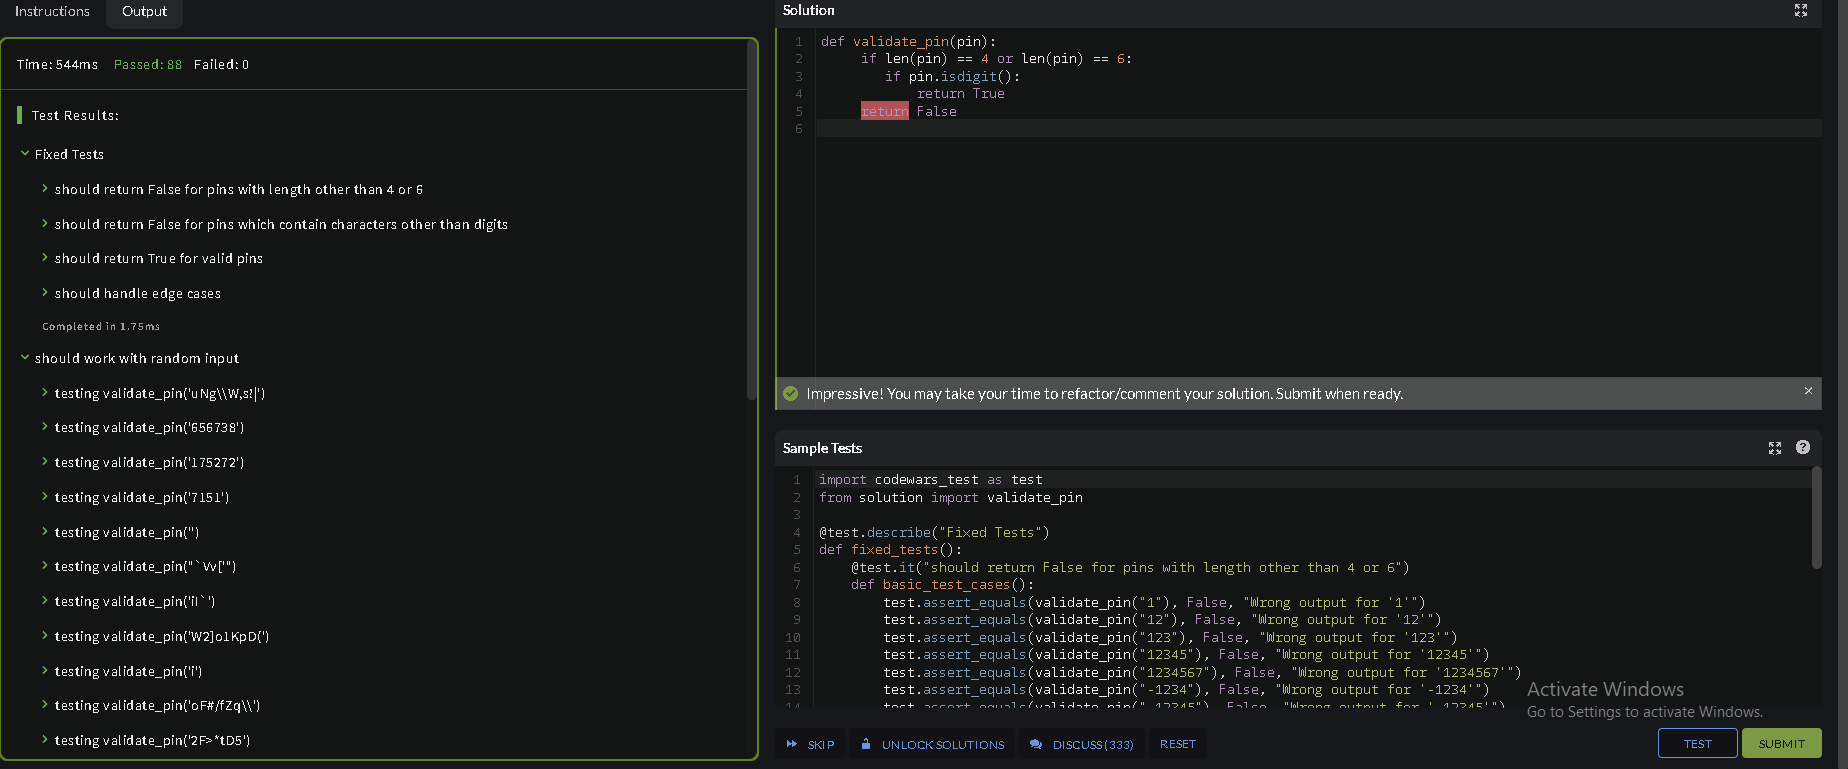 Instructions
Output
Time: 544ms Passed: 88 Failed: 0
Test Results:
Fixed Tests
should return False for pins with length other than 4 or 6
should return False for pins which contain characters other than digits
should return True for valid pins
should handle edge cases
Completed in 1.75ms
should work with random input
testing validate_pin('uNg\\W,s!|')
testing validate_pin('656738')
testing validate_pin('175272')
testing validate_pin('7151')
testing validate_pin('')
testing validate_pin("`Vv['")
testing validate_pin('iI`')
testing validate_pin('W2]o1KpD(')
testing validate_pin('i')
testing validate_pin('oF#/fZq\\')
testing validate_pin('2F>*tD5')
Solution
1 def validate_pin(pin):
2 if len(pin) == 4 or len(pin) == 6:
3 if pin.isdigit():
4 return True
5 return False
6
Impressive! You may take your time to refactor/comment your solution. Submit when ready.
Sample Tests
1 import codewars_test as test
2 from solution import validate_pin
3
4 @test.describe("Fixed Tests")
5 def fixed_tests():
6 @test.it("should return False for pins with length other than 4 or 6")
7 def basic_test_cases():
8 test.assert_equals(validate_pin("1"), False, "Wrong output for '1'")
9 test.assert_equals(validate_pin("12"), False, "Wrong output for '12'")
10 test.assert_equals(validate_pin("123"), False, "Wrong output for '123'")
11 test.assert_equals(validate_pin("12345"), False, "Wrong output for '12345'")
12 test.assert_equals(validate_pin("1234567"), False, "Wrong output for '1234567'")
13 test.assert_equals(validate_pin("-1234"), False, "Wrong output for '-1234'")
14 test.assert_equals(validate_pin("-12345"), False, "Wrong output for '-12345'")
Activate Windows
Go to Settings to activate Windows.
SKIP
UNLOCK SOLUTIONS
DISCUSS (333)
RESET
TEST
SUBMIT